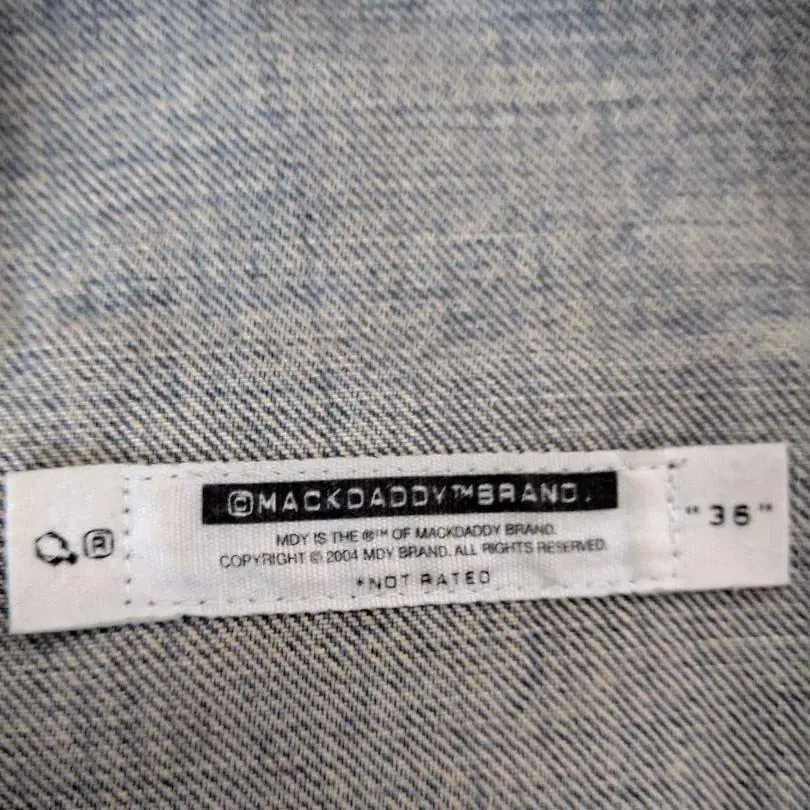 ©MACKDADDY™BRAND.
MDY IS THE ®™ OF MACKDADDY BRAND.
COPYRIGHT © 2004 MDY BRAND. ALL RIGHTS RESERVED.
*NOT RATED
®
"36"